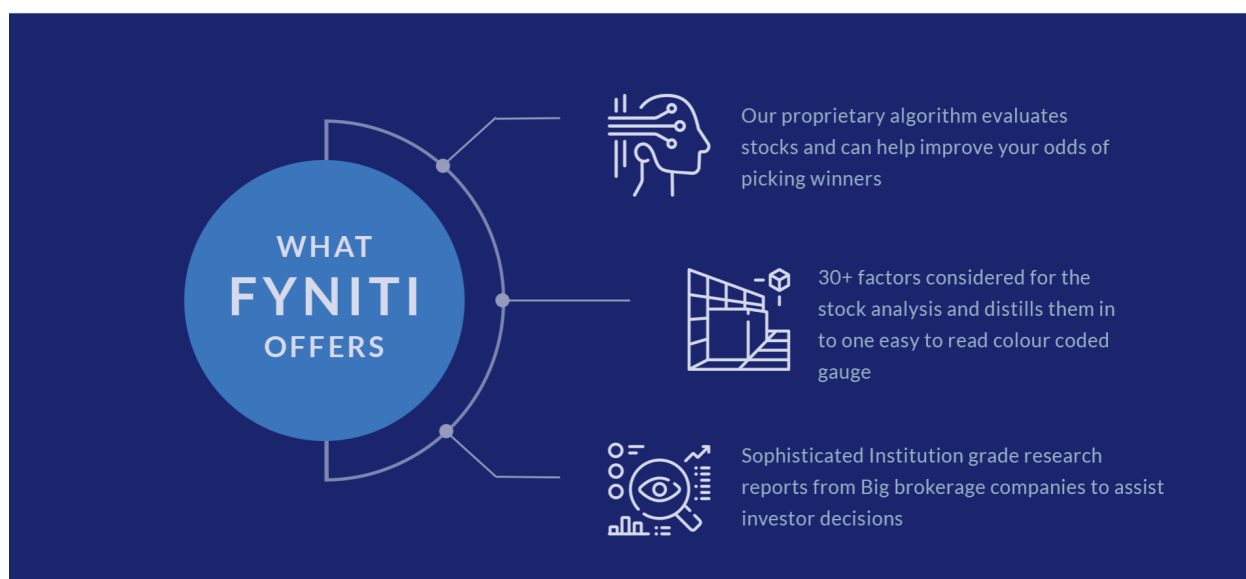 WHAT
FYNITI
OFFERS
Our proprietary algorithm evaluates
stocks and can help improve your odds of
picking winners
30+ factors considered for the
stock analysis and distills them in
to one easy to read colour coded
gauge
Sophisticated Institution grade research
reports from Big brokerage companies to assist
investor decisions